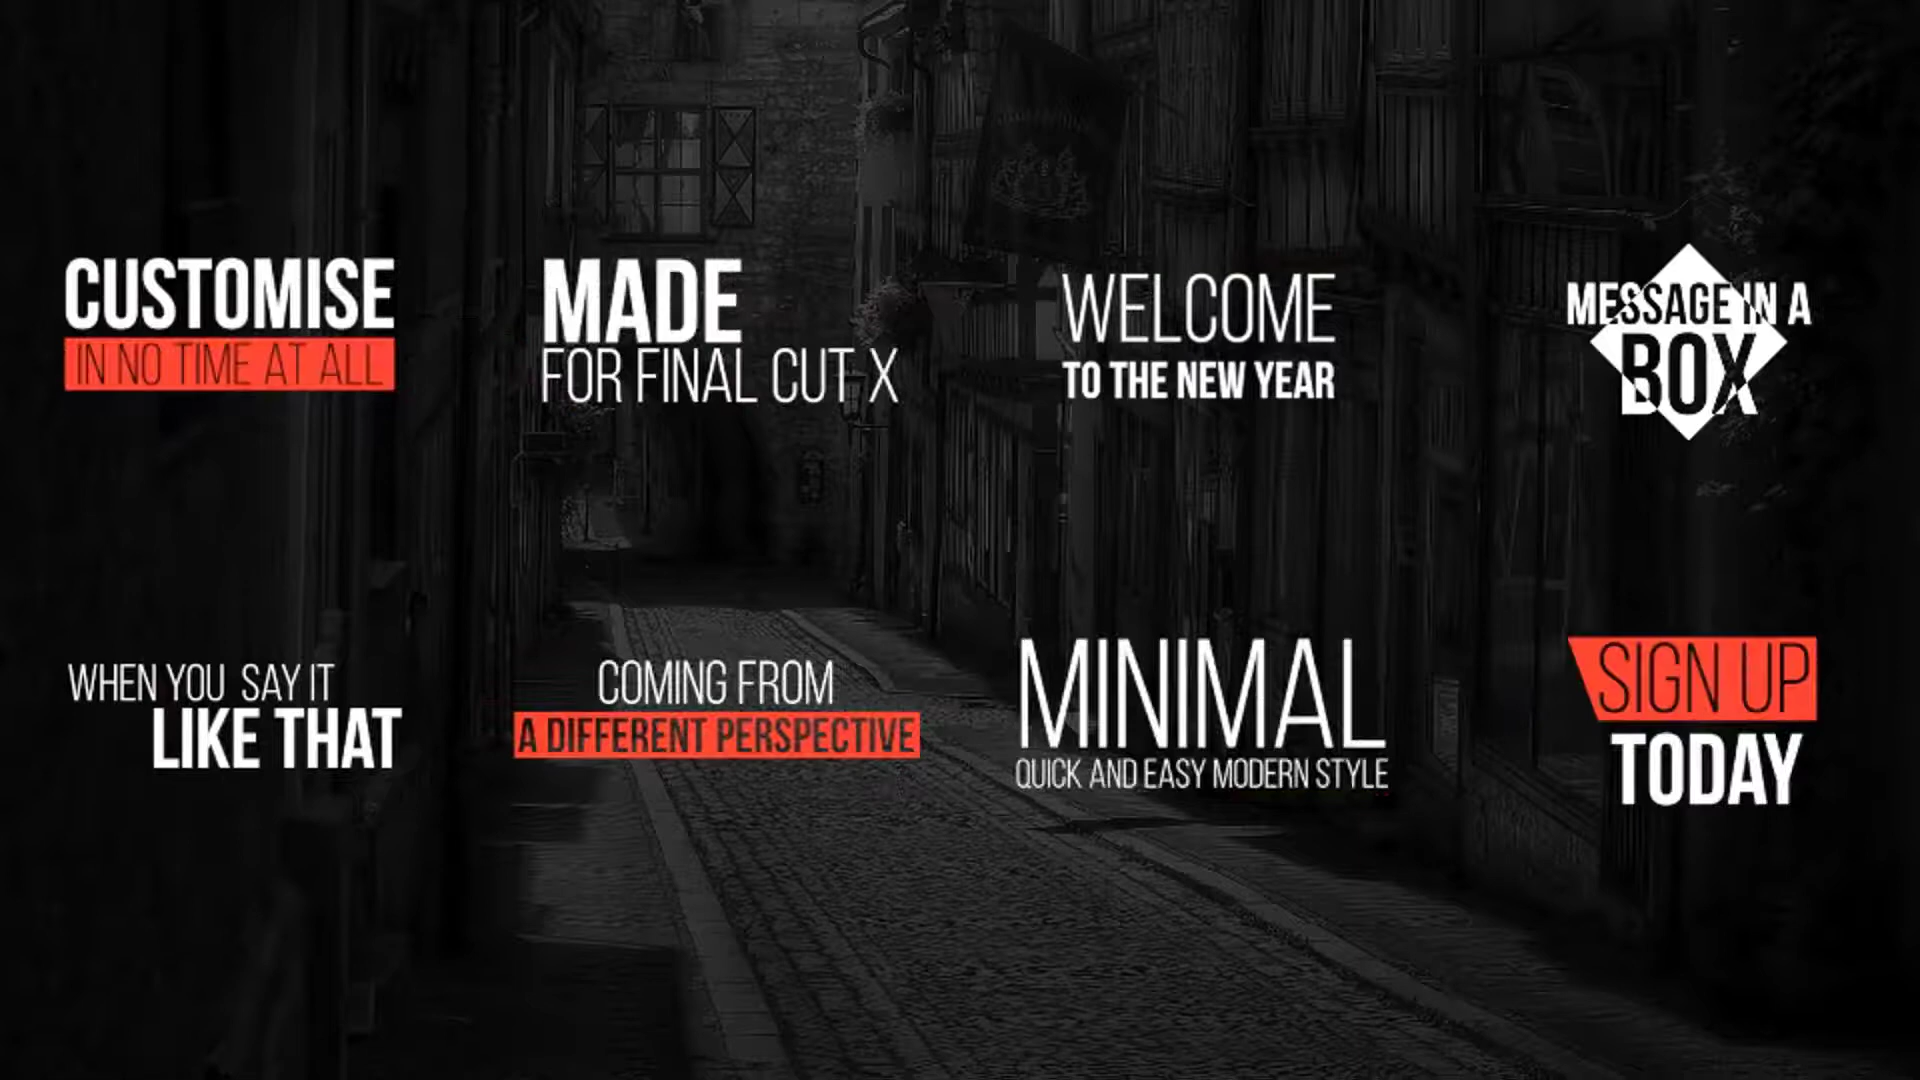 CUSTOMISE
IN NO TIME AT ALL
MADE
FOR FINAL CUT X
WELCOME
TO THE NEW YEAR
MESSAGE IN A
BOX
WHEN YOU SAY IT
LIKE THAT
COMING FROM
A DIFFERENT PERSPECTIVE
MINIMAL
QUICK AND EASY MODERN STYLE
SIGN UP
TODAY